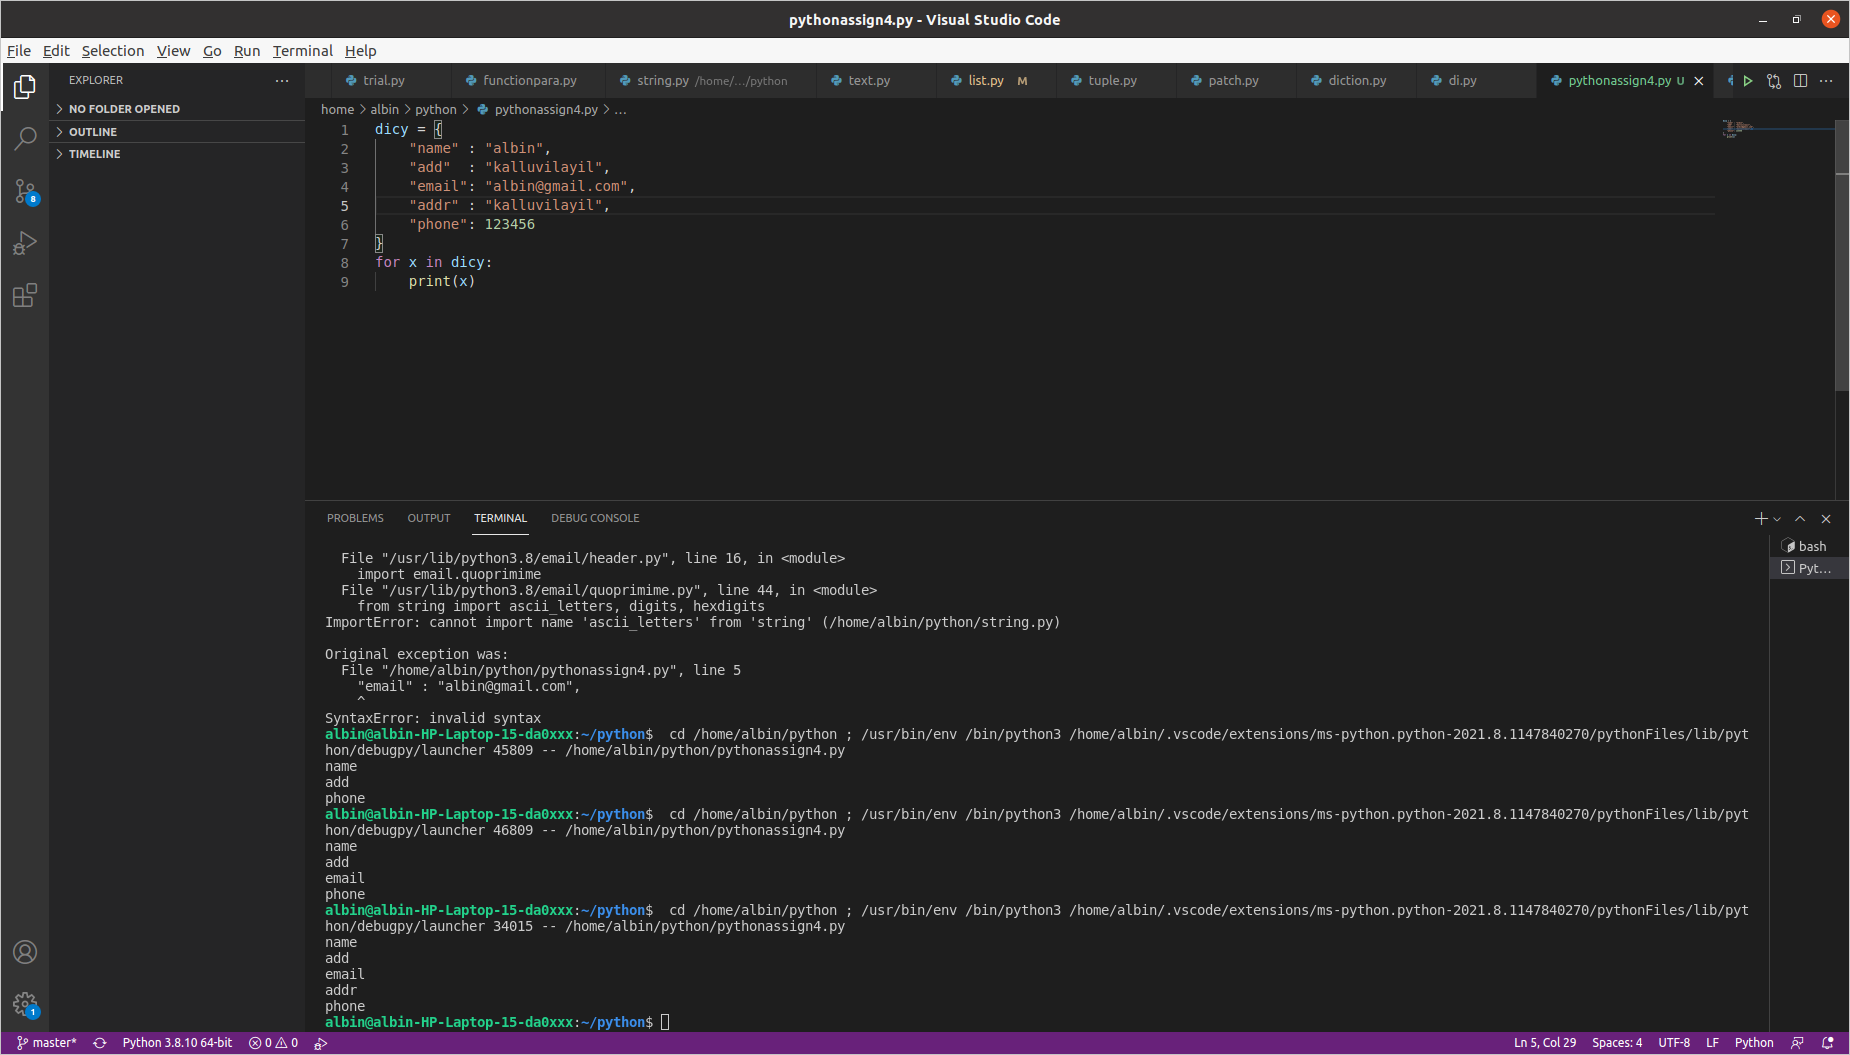 pythonassign4.py - Visual Studio Code
File Edit Selection View Go Run Terminal Help
EXPLORER
NO FOLDER OPENED
OUTLINE
TIMELINE
8
1
trial.py functionpara.py string.py /home/.../python text.py list.py M tuple.py patch.py diction.py di.py pythonassign4.py U
home > albin > python > pythonassign4.py > ...
1 dicy = {
2 "name" : "albin",
3 "add" : "kalluvilayil",
4 "email": "albin@gmail.com",
5 "addr" : "kalluvilayil",
6 "phone": 123456
7 }
8 for x in dicy:
9 print(x)
PROBLEMS OUTPUT TERMINAL DEBUG CONSOLE
bash
Pyt...
File "/usr/lib/python3.8/email/header.py", line 16, in <module>
import email.quoprimime
File "/usr/lib/python3.8/email/quoprimime.py", line 44, in <module>
from string import ascii_letters, digits, hexdigits
ImportError: cannot import name 'ascii_letters' from 'string' (/home/albin/python/string.py)
Original exception was:
File "/home/albin/python/pythonassign4.py", line 5
"email" : "albin@gmail.com",
^
SyntaxError: invalid syntax
albin@albin-HP-Laptop-15-da0xxx:~/python$ cd /home/albin/python ; /usr/bin/env /bin/python3 /home/albin/.vscode/extensions/ms-python.python-2021.8.1147840270/pythonFiles/lib/pyt
hon/debugpy/launcher 45809 -- /home/albin/python/pythonassign4.py
name
add
phone
albin@albin-HP-Laptop-15-da0xxx:~/python$ cd /home/albin/python ; /usr/bin/env /bin/python3 /home/albin/.vscode/extensions/ms-python.python-2021.8.1147840270/pythonFiles/lib/pyt
hon/debugpy/launcher 46809 -- /home/albin/python/pythonassign4.py
name
add
email
phone
albin@albin-HP-Laptop-15-da0xxx:~/python$ cd /home/albin/python ; /usr/bin/env /bin/python3 /home/albin/.vscode/extensions/ms-python.python-2021.8.1147840270/pythonFiles/lib/pyt
hon/debugpy/launcher 34015 -- /home/albin/python/pythonassign4.py
name
add
email
addr
phone
albin@albin-HP-Laptop-15-da0xxx:~/python$
master* Python 3.8.10 64-bit 0 0 Ln 5, Col 29 Spaces: 4 UTF-8 LF Python